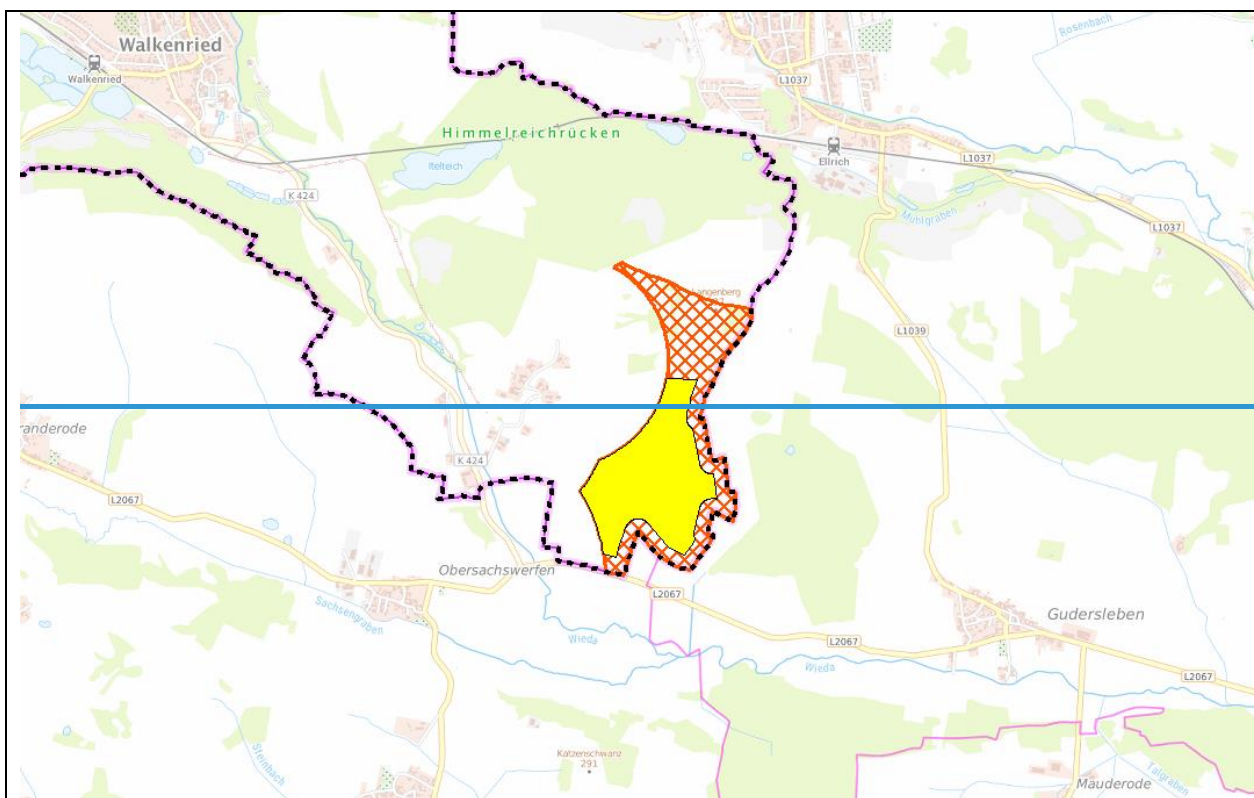 Walkenried
Walkenried
Rosenbach
L1037
Himmelreichrücken
Itelteich
Ellrich
L1037
K 424
Mühlgraben
L1037
Langenberg
L1039
K 424
L2067
Obersachswerfen
L2067
Sachsengraben
Wieda
Gudersleben
L2067
Wieda
L2067
Steinbach
Katzenschwanz
291
Mauderode
Talgraben